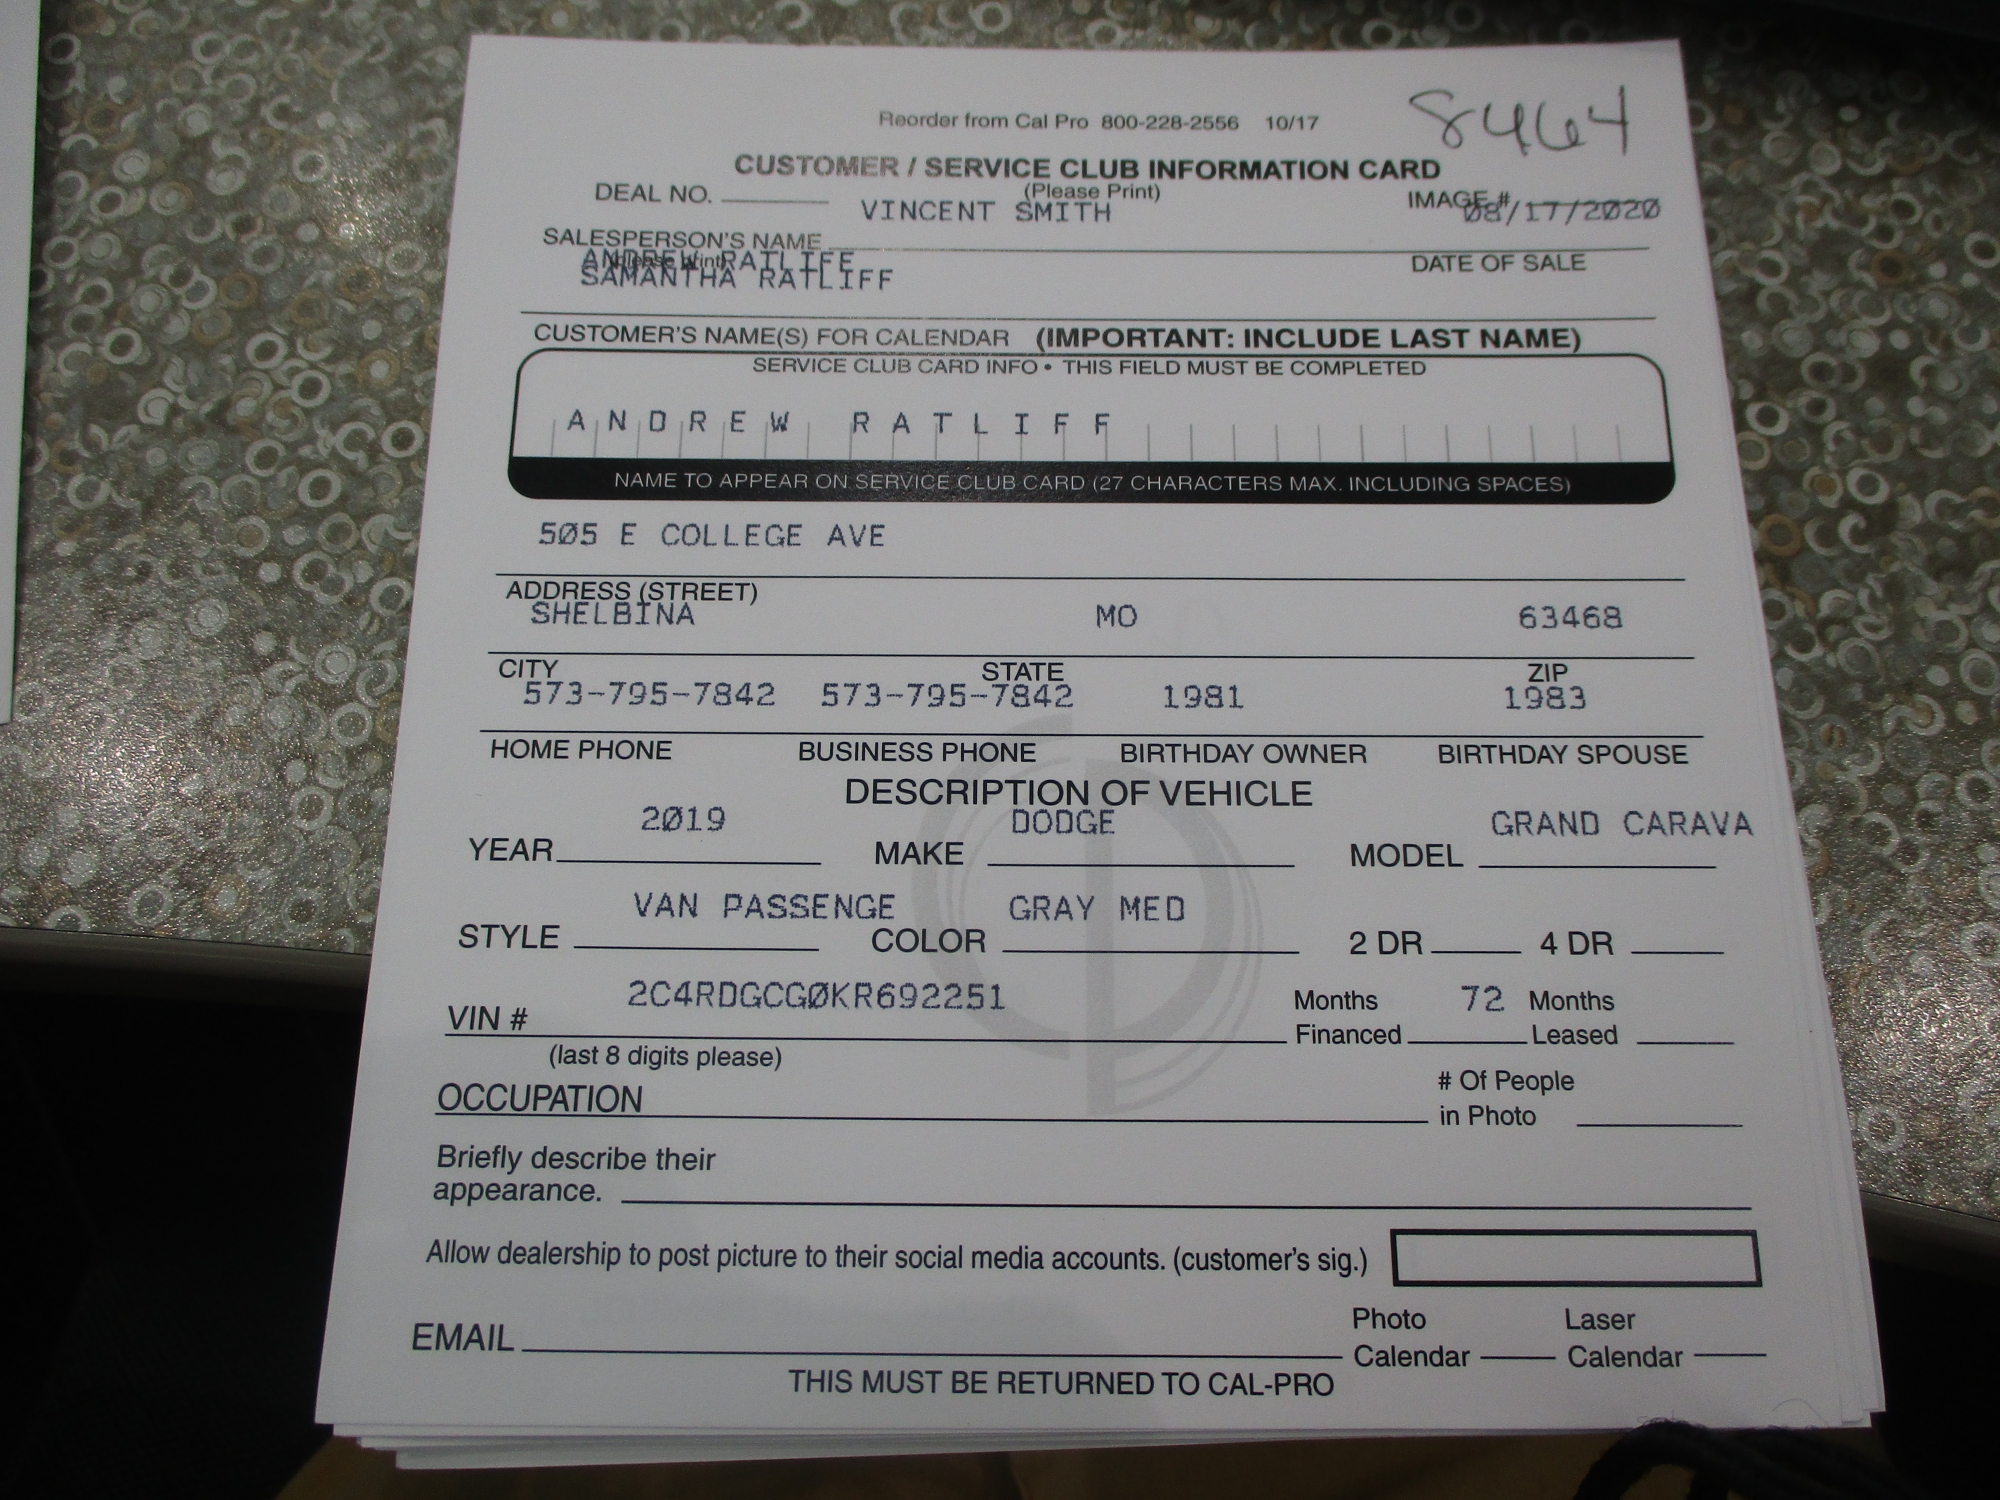 8464
Reorder from Cal Pro 800-228-2556 10/17
CUSTOMER / SERVICE CLUB INFORMATION CARD
DEAL NO. (Please Print) IMAGE #
VINCENT SMITH 08/17/2020
SALESPERSON'S NAME
(Please Print) DATE OF SALE
ANDREW RATLIFF
SAMANTHA RATLIFF
CUSTOMER'S NAME(S) FOR CALENDAR (IMPORTANT: INCLUDE LAST NAME)
SERVICE CLUB CARD INFO • THIS FIELD MUST BE COMPLETED
ANDREW RATLIFF
NAME TO APPEAR ON SERVICE CLUB CARD (27 CHARACTERS MAX. INCLUDING SPACES)
505 E COLLEGE AVE
ADDRESS (STREET)
SHELBINA MO 63468
CITY STATE ZIP
573-795-7842 573-795-7842 1981 1983
HOME PHONE BUSINESS PHONE BIRTHDAY OWNER BIRTHDAY SPOUSE
DESCRIPTION OF VEHICLE
2019 DODGE GRAND CARAVA
YEAR MAKE MODEL
VAN PASSENGE GRAY MED
STYLE COLOR 2 DR 4 DR
2C4RDGCG0KR692251 Months 72 Months
VIN # Financed Leased
(last 8 digits please)
# Of People
OCCUPATION in Photo
Briefly describe their
appearance.
Allow dealership to post picture to their social media accounts. (customer's sig.)
Photo Laser
EMAIL Calendar Calendar
THIS MUST BE RETURNED TO CAL-PRO